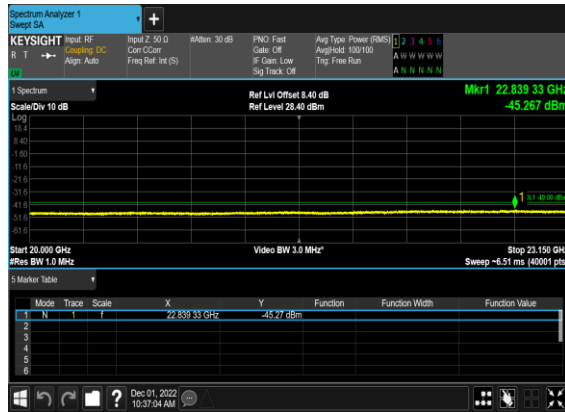 Spectrum Analyzer 1
Swept SA
+
KEYSIGHT
R T
LV
Input: RF
Coupling: DC
Align: Auto
Input Z: 50 Ω
Corr CCorr
Freq Ref: Int (S)
#Atten: 30 dB
PNO: Fast
Gate: Off
IF Gain: Low
Sig Track: Off
Avg Type: Power (RMS)
Avg|Hold: 100/100
Trig: Free Run
1 2 3 4 5 6
A W W W W W
A N N N N N
1 Spectrum
Scale/Div 10 dB
Ref Lvl Offset 8.40 dB
Ref Level 28.40 dBm
Mkr1 22.839 33 GHz
-45.267 dBm
Log
18.4
8.40
-1.60
-11.6
-21.6
-31.6
-41.6
-51.6
-61.6
1
-40.00 dBm
Start 20.000 GHz
#Res BW 1.0 MHz
Video BW 3.0 MHz*
Stop 23.150 GHz
Sweep ~6.51 ms (40001 pts)
5 Marker Table
Mode Trace Scale X Y Function Function Width Function Value
1 N 1 f 22.839 33 GHz -45.27 dBm
2
3
4
5
6
?
Dec 01, 2022
10:37:04 AM